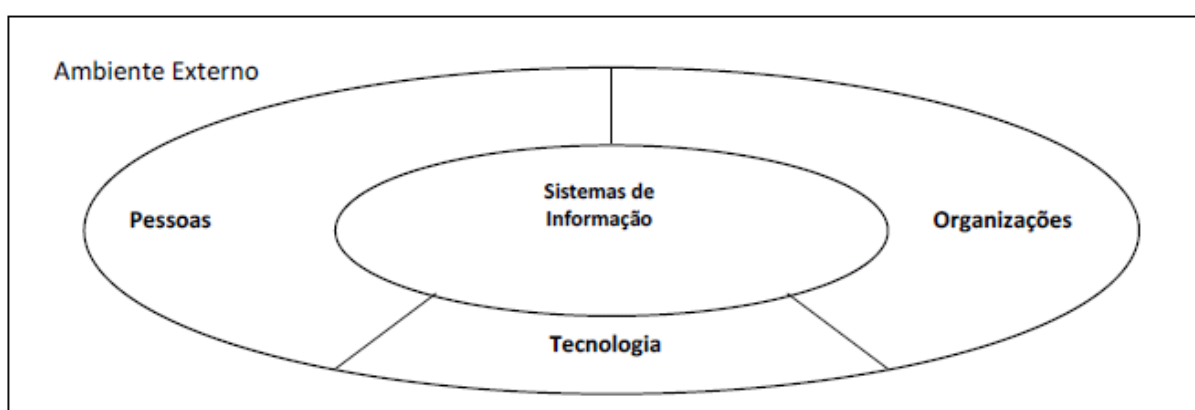 Ambiente Externo
Sistemas de
Informação
Pessoas
Organizações
Tecnologia